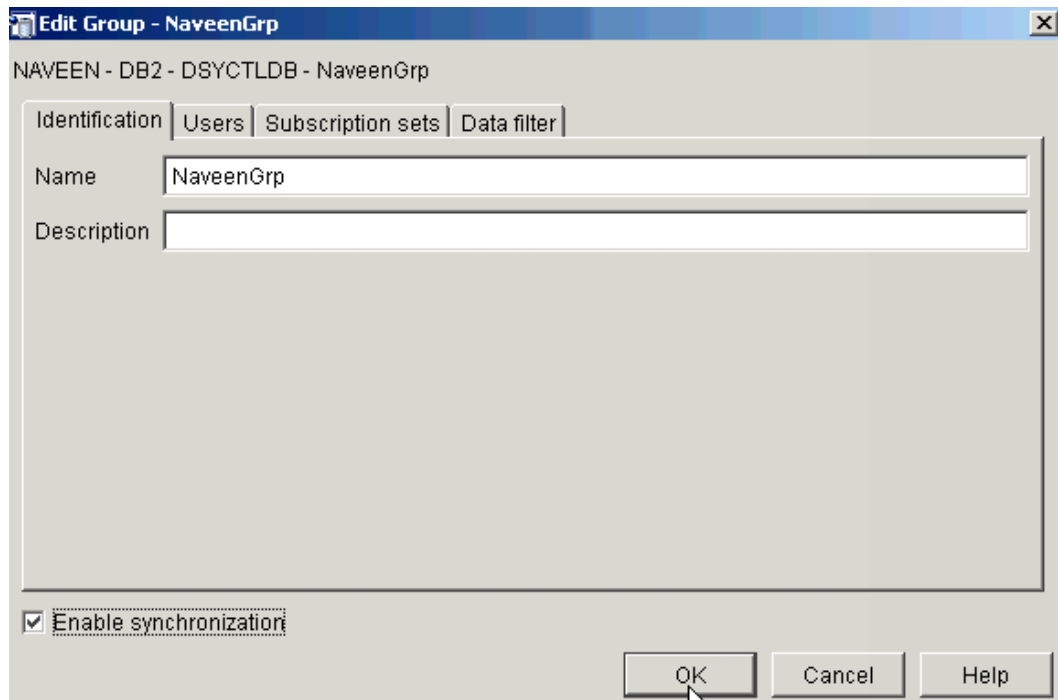 Edit Group - NaveenGrp
NAVEEN - DB2 - DSYCTLDB - NaveenGrp
Identification Users Subscription sets Data filter
Name NaveenGrp
Description
Enable synchronization
OK Cancel Help